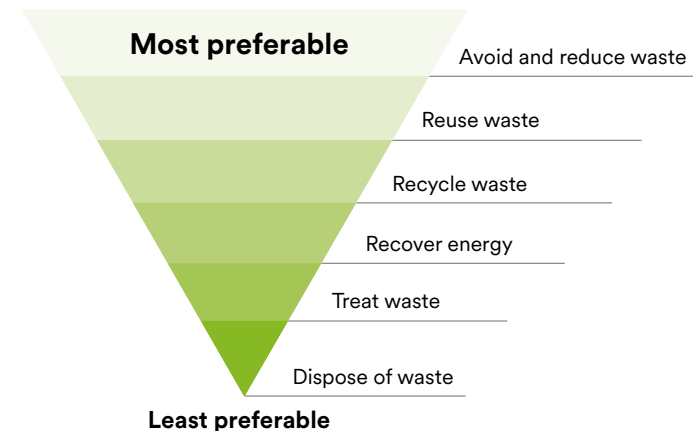 Most preferable
Avoid and reduce waste
Reuse waste
Recycle waste
Recover energy
Treat waste
Dispose of waste
Least preferable